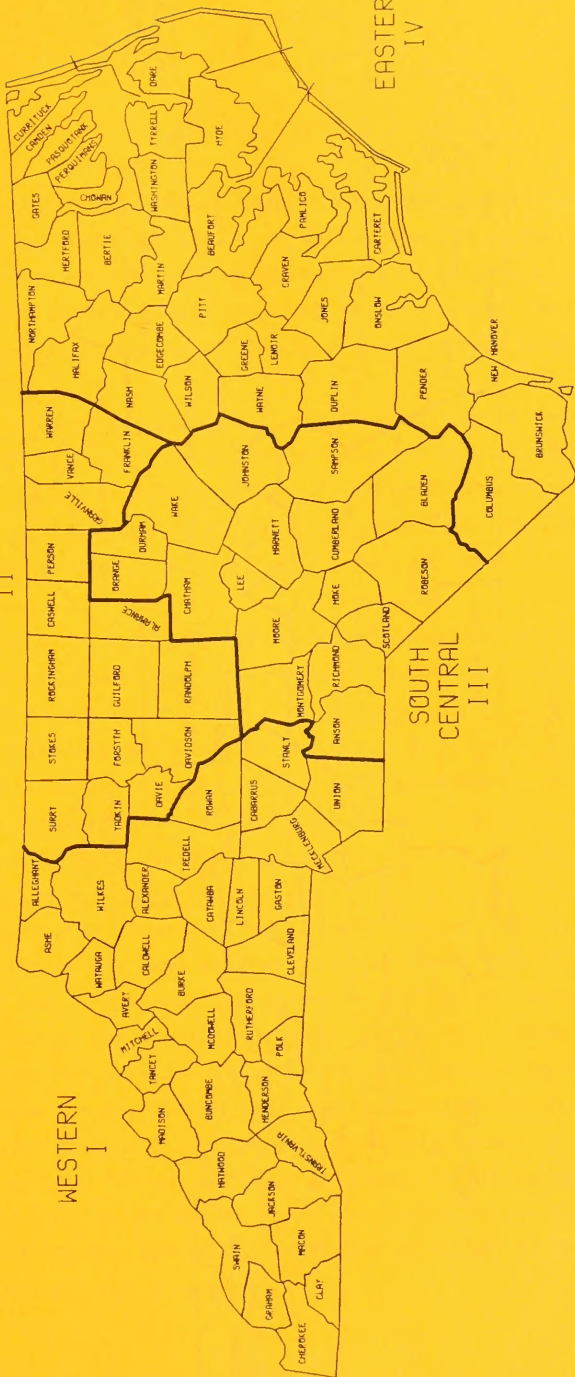 II
EASTER
IV
WESTERN
I
SOUTH
CENTRAL
III
CURRITUCK
CAMDEN
PASQUOTANK
PERQUIMANS
GATES
CHOWAN
HERTFORD
NORTHAMPTON
HALIFAX
BERTIE
MARTIN
WASHINGTON
TYRRELL
DARE
HYDE
BEAUFORT
PAMLICO
CRAVEN
CARTERET
PITT
EDGECOMBE
NASH
WILSON
GREENE
LENOIR
WAYNE
JONES
ONSLOW
DUPLIN
PENDER
NEW HANOVER
BRUNSWICK
COLUMBUS
WARREN
VANCE
FRANKLIN
GRANVILLE
PERSON
CASWELL
ROCKINGHAM
STOKES
SURRY
YADKIN
FORSYTH
GUILFORD
ALAMANCE
ORANGE
DURHAM
WAKE
JOHNSTON
SAMPSON
BLADEN
ROBESON
CUMBERLAND
HARNETT
LEE
CHATHAM
RANDOLPH
DAVIDSON
DAVIE
MOORE
HOKE
SCOTLAND
RICHMOND
MONTGOMERY
ANSON
STANLY
UNION
CABARRUS
MECKLENBURG
ROWAN
IREDELL
ALLEGHANY
ASHE
WILKES
WATAUGA
ALEXANDER
CALDWELL
CATAWBA
LINCOLN
GASTON
CLEVELAND
BURKE
AVERY
MITCHELL
YANCEY
MCDOWELL
RUTHERFORD
POLK
MADISON
BUNCOMBE
HENDERSON
TRANSYLVANIA
HAYWOOD
JACKSON
SWAIN
MACON
GRAHAM
CLAY
CHEROKEE